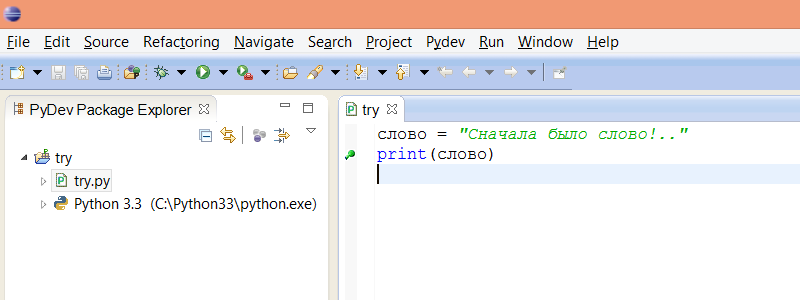 File Edit Source Refactoring Navigate Search Project Pydev Run Window Help
PyDev Package Explorer
try
try.py
Python 3.3 (C:\Python33\python.exe)
try
слово = "Сначала было слово!.."
print(слово)